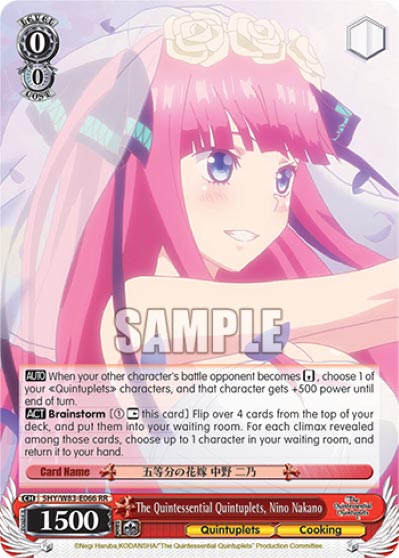 LEVEL
0
0
COST
SAMPLE
AUTO When your other character's battle opponent becomes , choose 1 of
your «Quintuplets» characters, and that character gets +500 power until
end of turn.
ACT Brainstorm [① this card] Flip over 4 cards from the top of your
deck, and put them into your waiting room. For each climax revealed
among those cards, choose up to 1 character in your waiting room, and
return it to your hand.
Card Name 五等分の花嫁 中野 二乃
CH 5HY/W83-E066 RR The Quintessential Quintuplets, Nino Nakano
The Quintessential Quintuplets
1500 Quintuplets Cooking
©Negi Haruba,KODANSHA/"The Quintessential Quintuplets" Production Committee